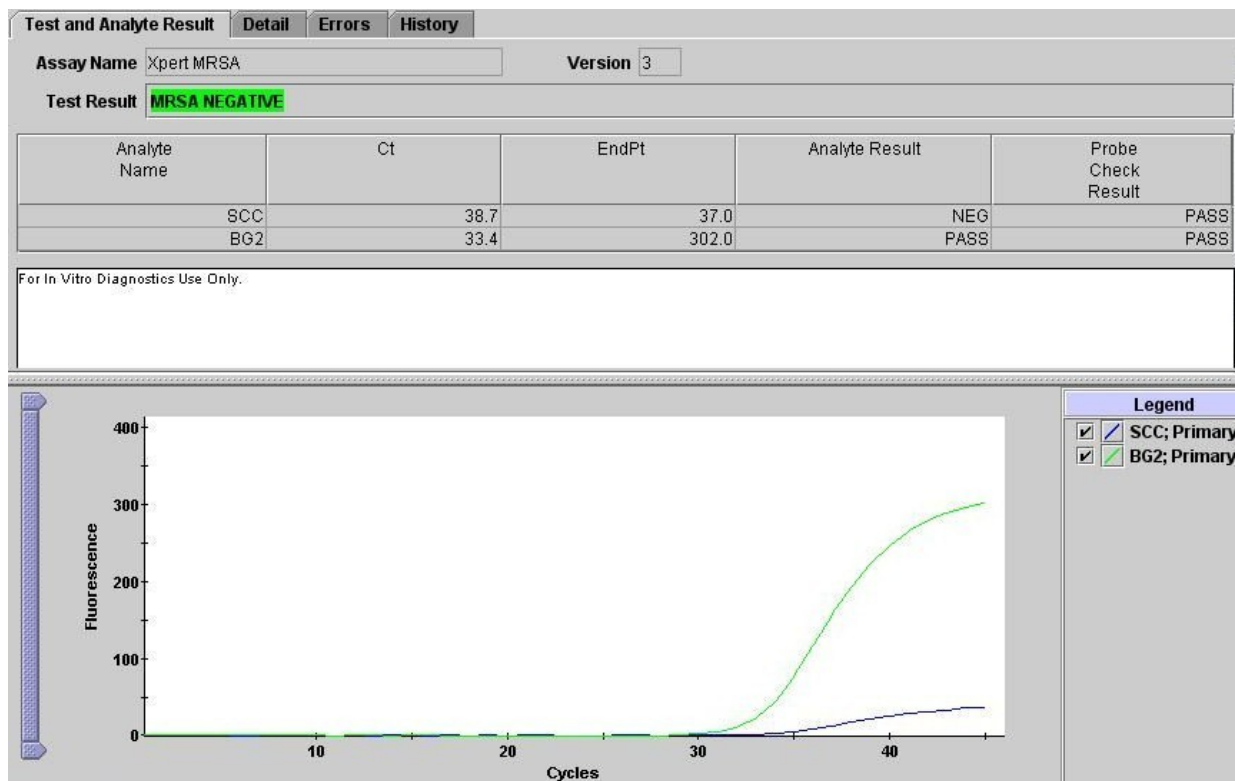 Test and Analyte Result Detail Errors History
Assay Name Xpert MRSA Version 3
Test Result MRSA NEGATIVE
Analyte Name Ct EndPt Analyte Result Probe Check Result
SCC 38.7 37.0 NEG PASS
BG2 33.4 302.0 PASS PASS
For In Vitro Diagnostics Use Only.
Legend
SCC; Primary
BG2; Primary
400
300
200
100
0
Fluorescence
10 20 30 40
Cycles